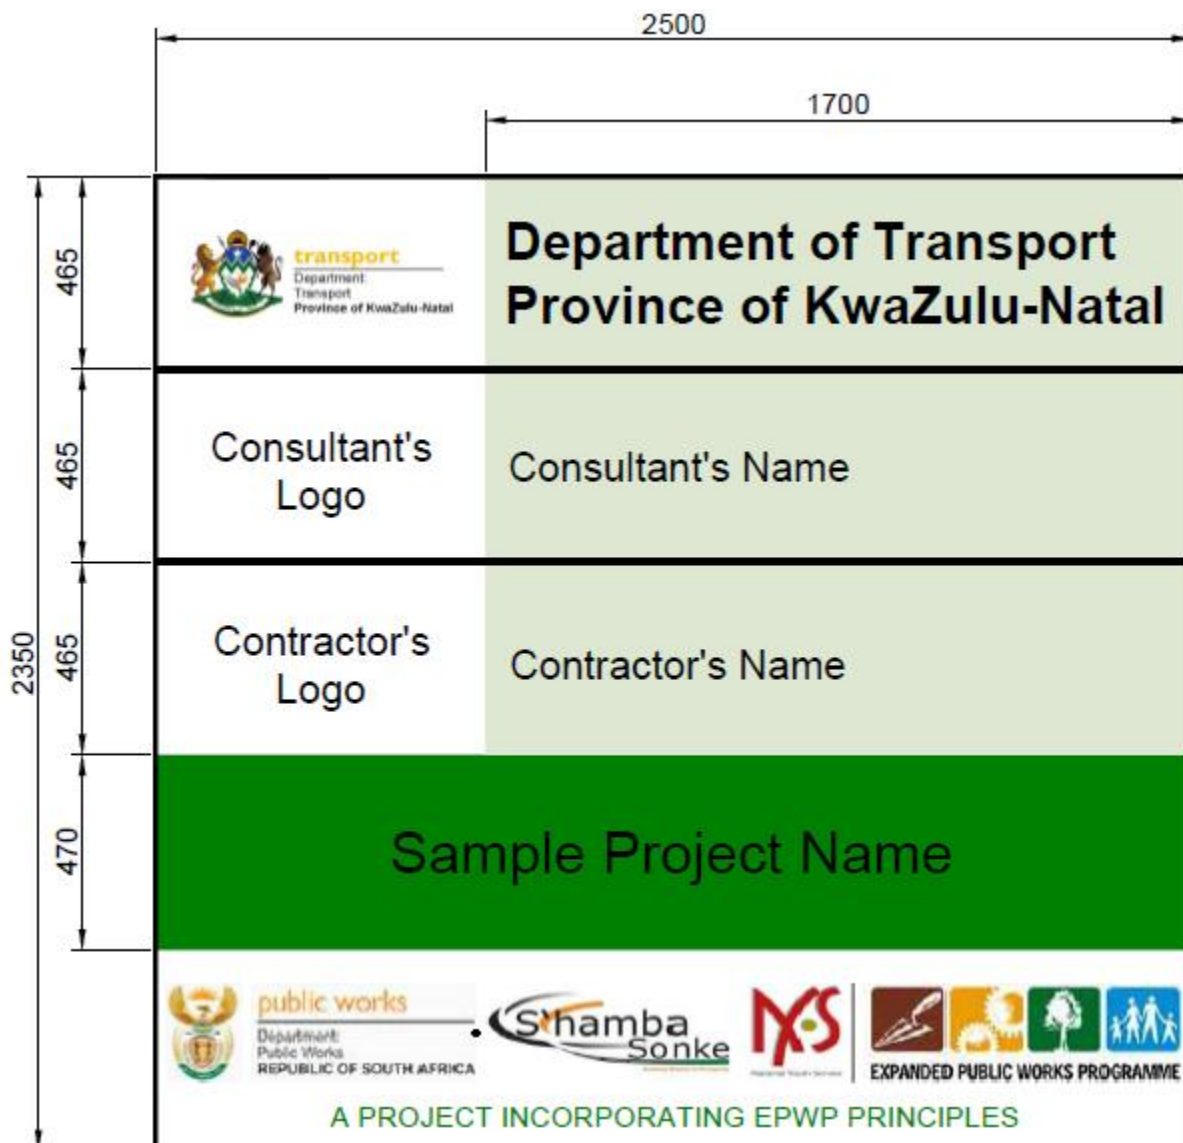 2500
1700
465
transport
Department:
Transport
Province of KwaZulu-Natal
Department of Transport
Province of KwaZulu-Natal
465
Consultant's
Logo
Consultant's Name
2350
465
Contractor's
Logo
Contractor's Name
470
Sample Project Name
public works
Department:
Public Works
REPUBLIC OF SOUTH AFRICA
S'hamba
Sonke
NYS
EXPANDED PUBLIC WORKS PROGRAMME
A PROJECT INCORPORATING EPWP PRINCIPLES